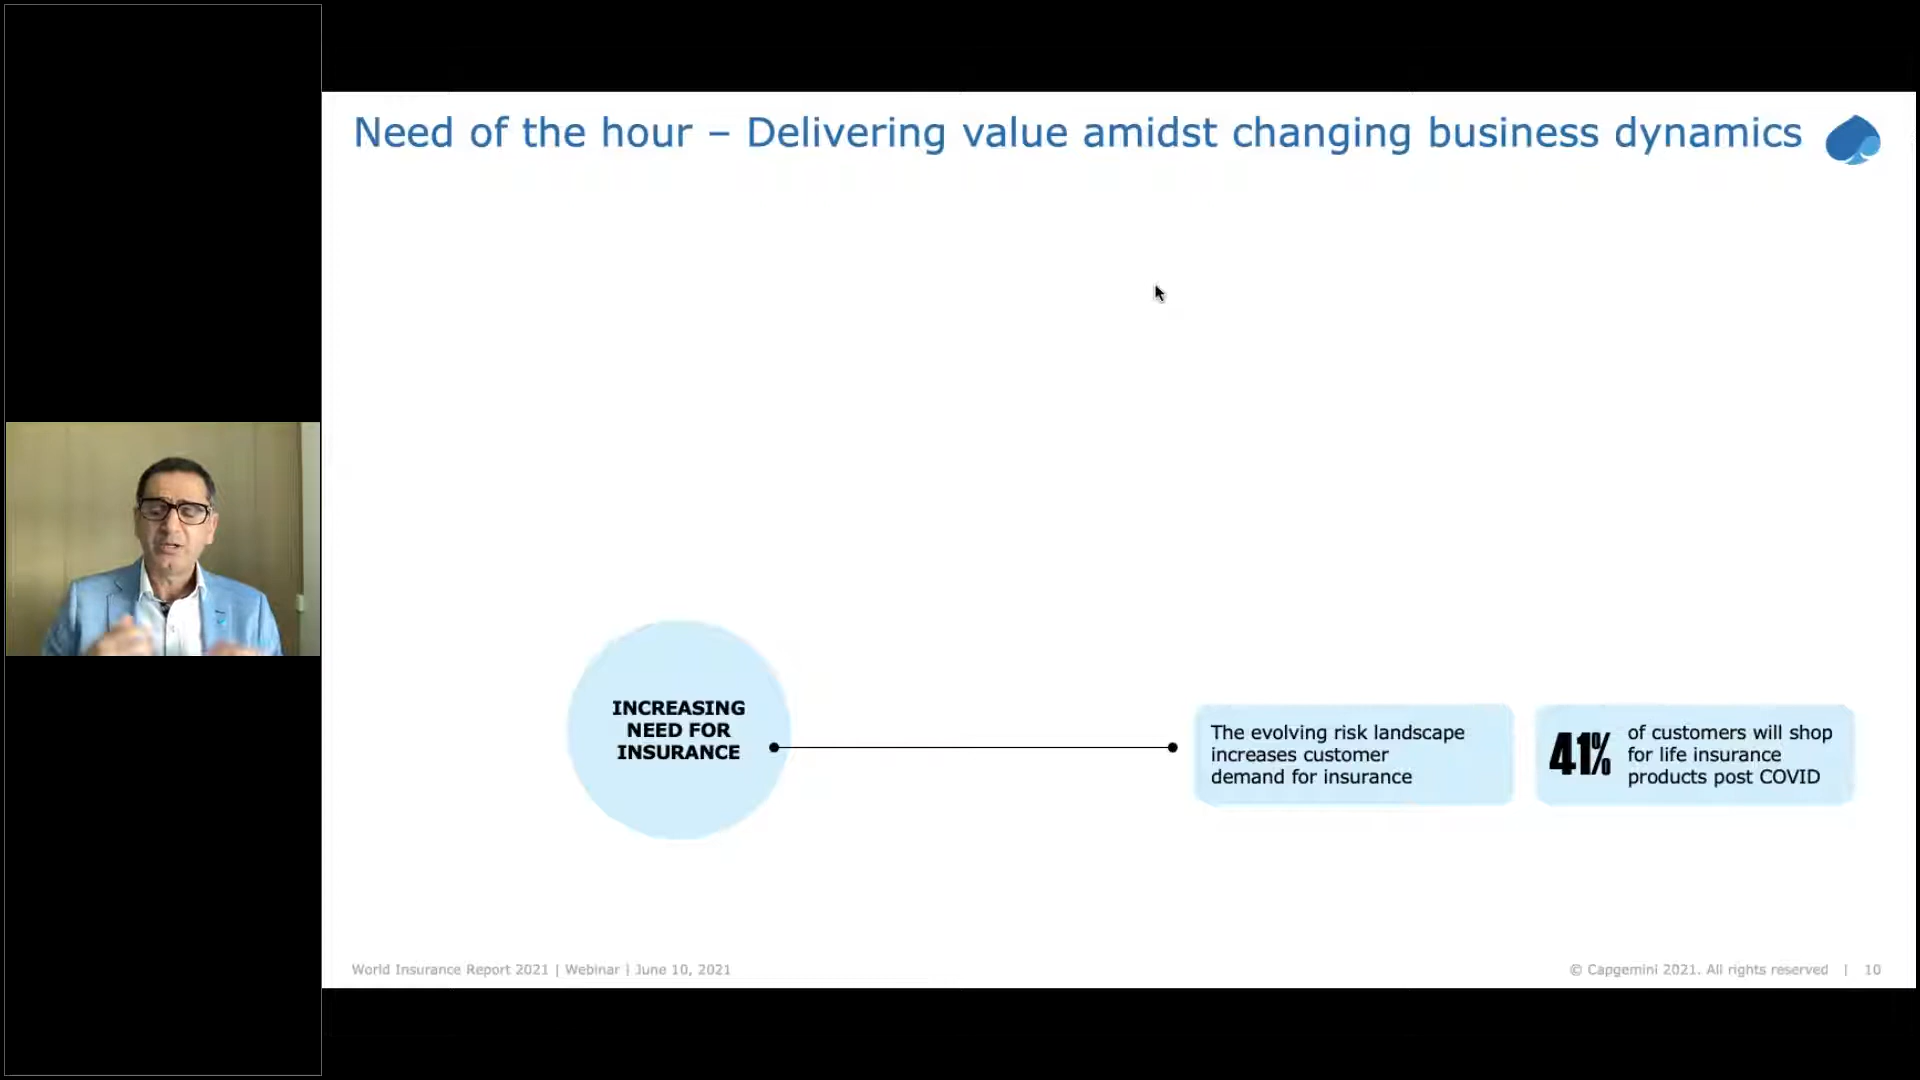 Need of the hour – Delivering value amidst changing business dynamics
INCREASING
NEED FOR
INSURANCE
The evolving risk landscape
increases customer
demand for insurance
41%
of customers will shop
for life insurance
products post COVID
World Insurance Report 2021 | Webinar | June 10, 2021
© Capgemini 2021. All rights reserved | 10